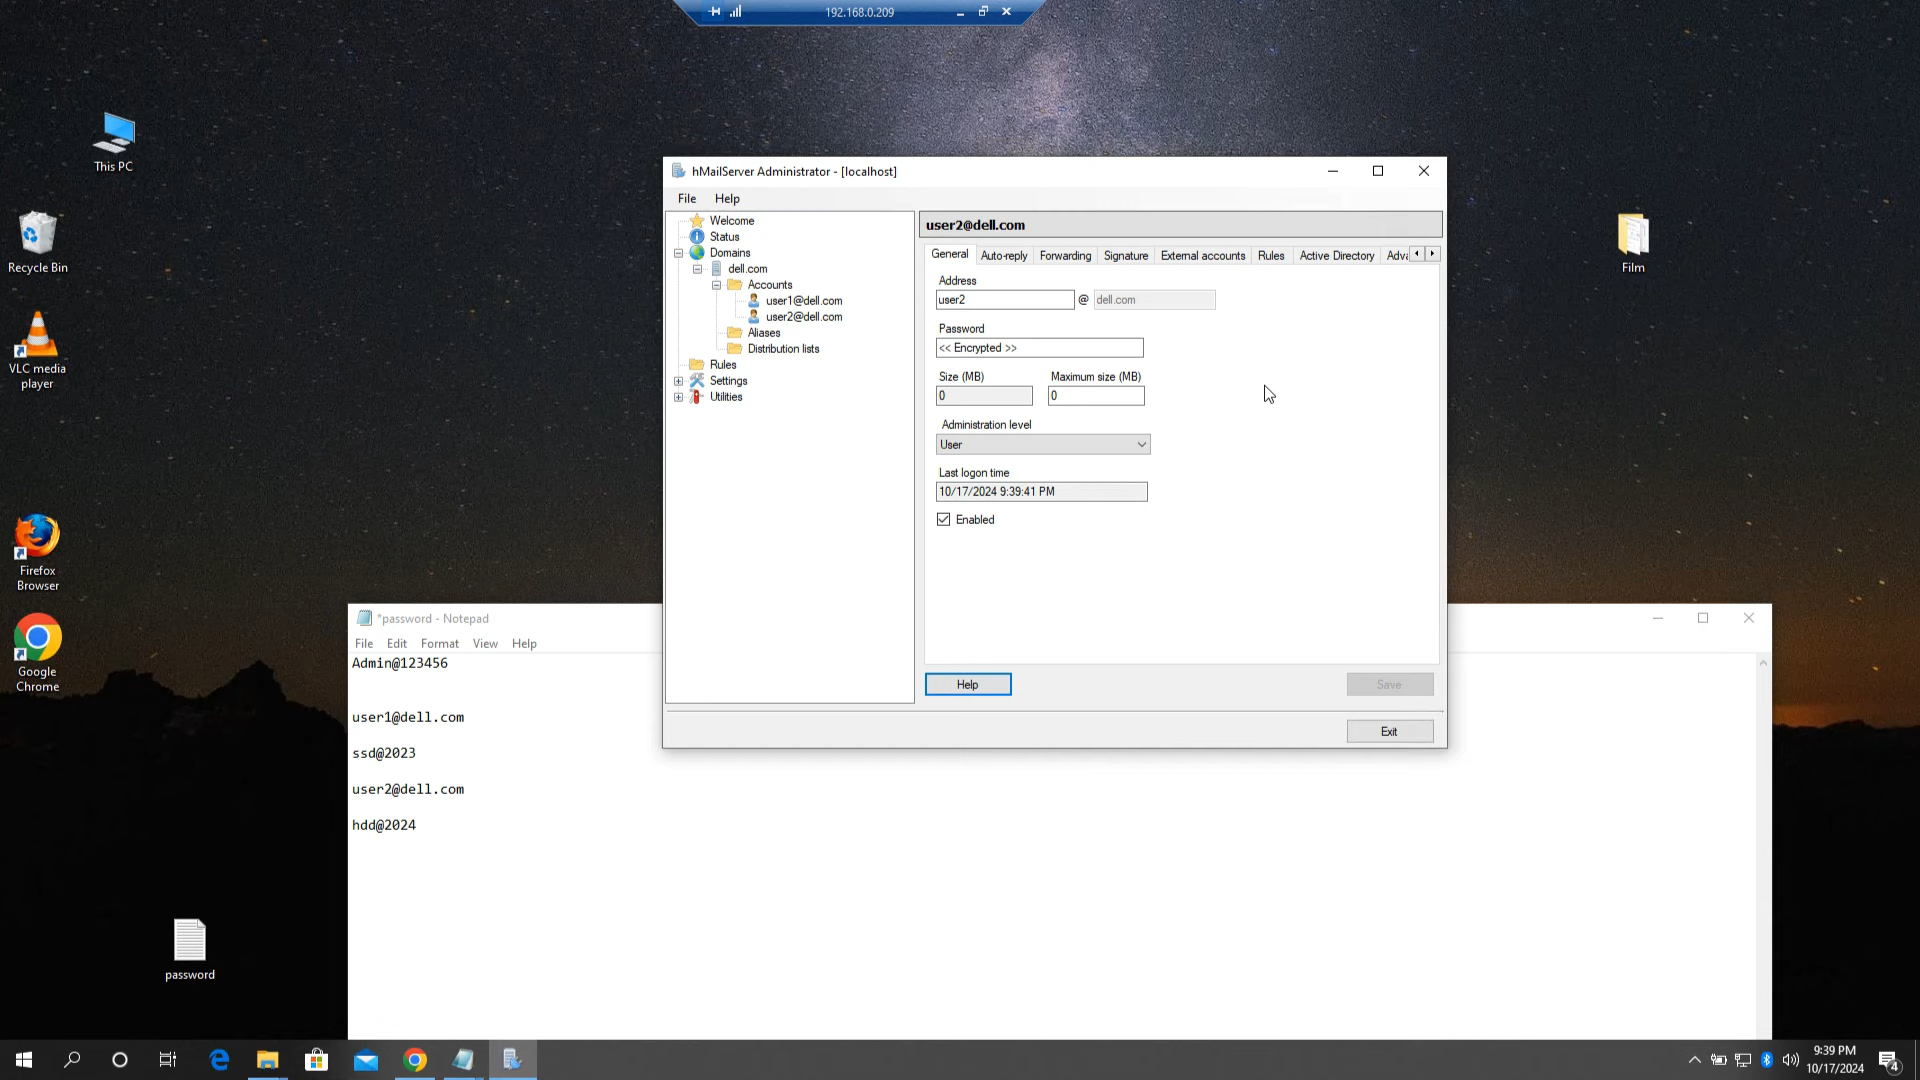 192.168.0.209
This PC
Recycle Bin
VLC media
player
Firefox
Browser
Google
Chrome
password
Film
hMailServer Administrator - [localhost]
File Help
Welcome
Status
Domains
dell.com
Accounts
user1@dell.com
user2@dell.com
Aliases
Distribution lists
Rules
Settings
Utilities
user2@dell.com
General Auto-reply Forwarding Signature External accounts Rules Active Directory Adva
Address
user2 @ dell.com
Password
<< Encrypted >>
Size (MB) Maximum size (MB)
0 0
Administration level
User
Last logon time
10/17/2024 9:39:41 PM
Enabled
Help Save
Exit
*password - Notepad
File Edit Format View Help
Admin@123456
user1@dell.com
ssd@2023
user2@dell.com
hdd@2024
9:39 PM
10/17/2024
4